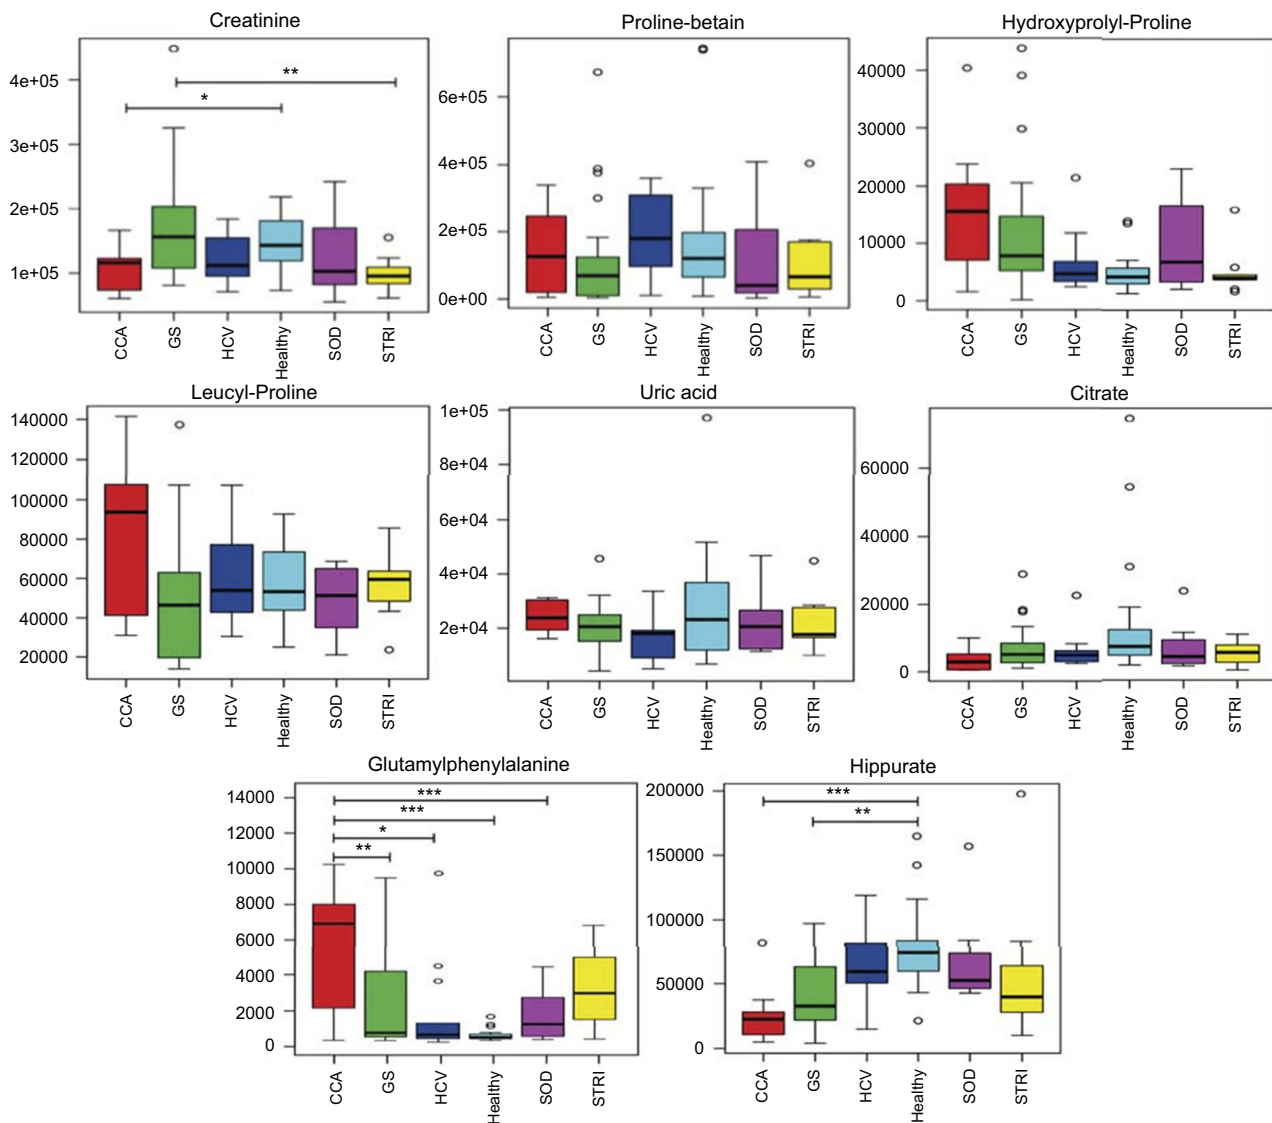 Creatinine
4e+05
3e+05
2e+05
1e+05
**
*
CCA
GS
HCV
Healthy
SOD
STRI
Proline-betain
6e+05
4e+05
2e+05
0e+00
CCA
GS
HCV
Healthy
SOD
STRI
Hydroxyprolyl-Proline
40000
30000
20000
10000
0
CCA
GS
HCV
Healthy
SOD
STRI
Leucyl-Proline
140000
120000
100000
80000
60000
40000
20000
CCA
GS
HCV
Healthy
SOD
STRI
Uric acid
1e+05
8e+04
6e+04
4e+04
2e+04
CCA
GS
HCV
Healthy
SOD
STRI
Citrate
60000
40000
20000
0
CCA
GS
HCV
Healthy
SOD
STRI
Glutamylphenylalanine
14000
12000
10000
8000
6000
4000
2000
0
***
***
*
**
CCA
GS
HCV
Healthy
SOD
STRI
Hippurate
200000
150000
100000
50000
0
***
**
CCA
GS
HCV
Healthy
SOD
STRI